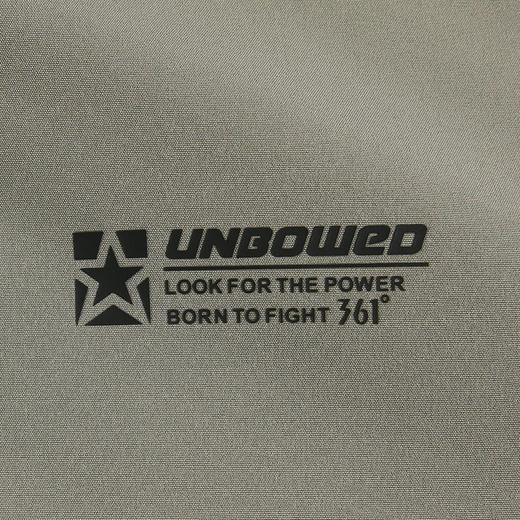 UNBOWED
LOOK FOR THE POWER
BORN TO FIGHT 361°